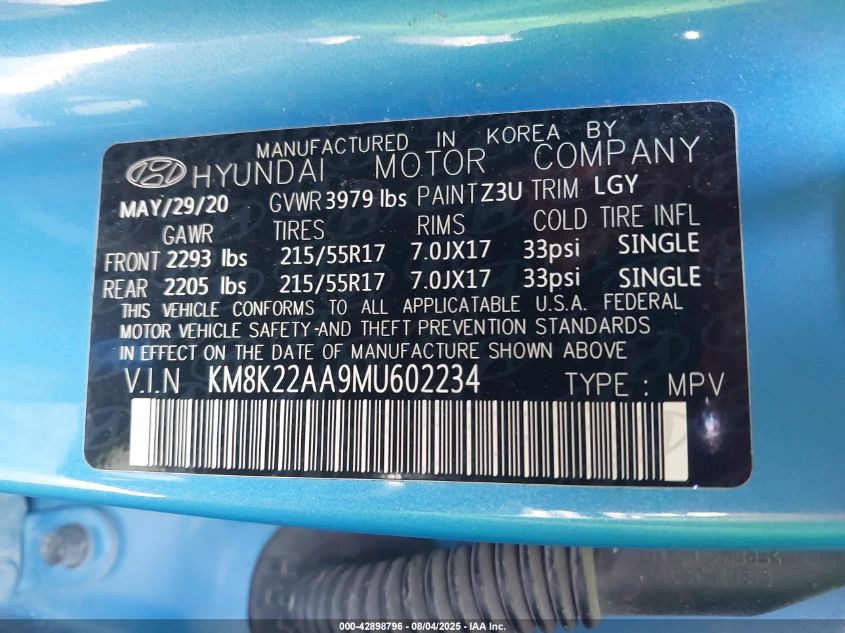 MANUFACTURED IN KOREA BY
HYUNDAI MOTOR COMPANY
MAY/29/20 GVWR 3979 lbs PAINT Z3U TRIM LGY
GAWR TIRES RIMS COLD TIRE INFL
FRONT 2293 lbs 215/55R17 7.0JX17 33psi SINGLE
REAR 2205 lbs 215/55R17 7.0JX17 33psi SINGLE
THIS VEHICLE CONFORMS TO ALL APPLICATABLE U.S.A. FEDERAL
MOTOR VEHICLE SAFETY-AND THEFT PREVENTION STANDARDS
IN EFFECT ON THE DATE OF MANUFACTURE SHOWN ABOVE
V.I.N KM8K22AA9MU602234 TYPE : MPV
000-42898796 - 08/04/2025 - IAA Inc.